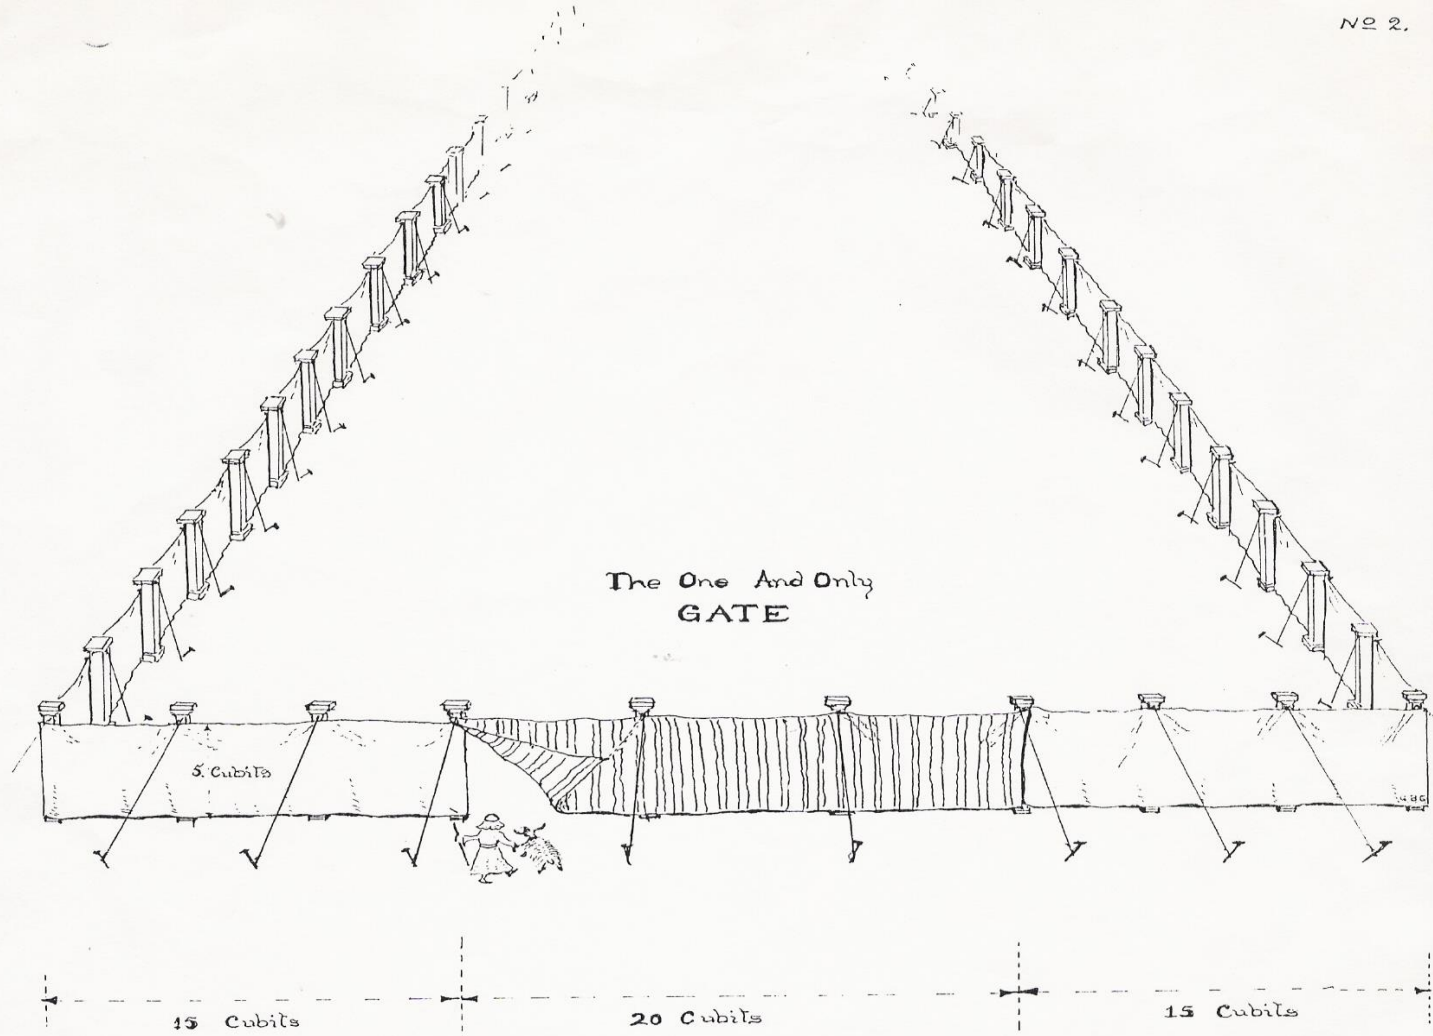 Nº 2.
The One And Only
GATE
5. Cubits
15 Cubits
20 Cubits
15 Cubits